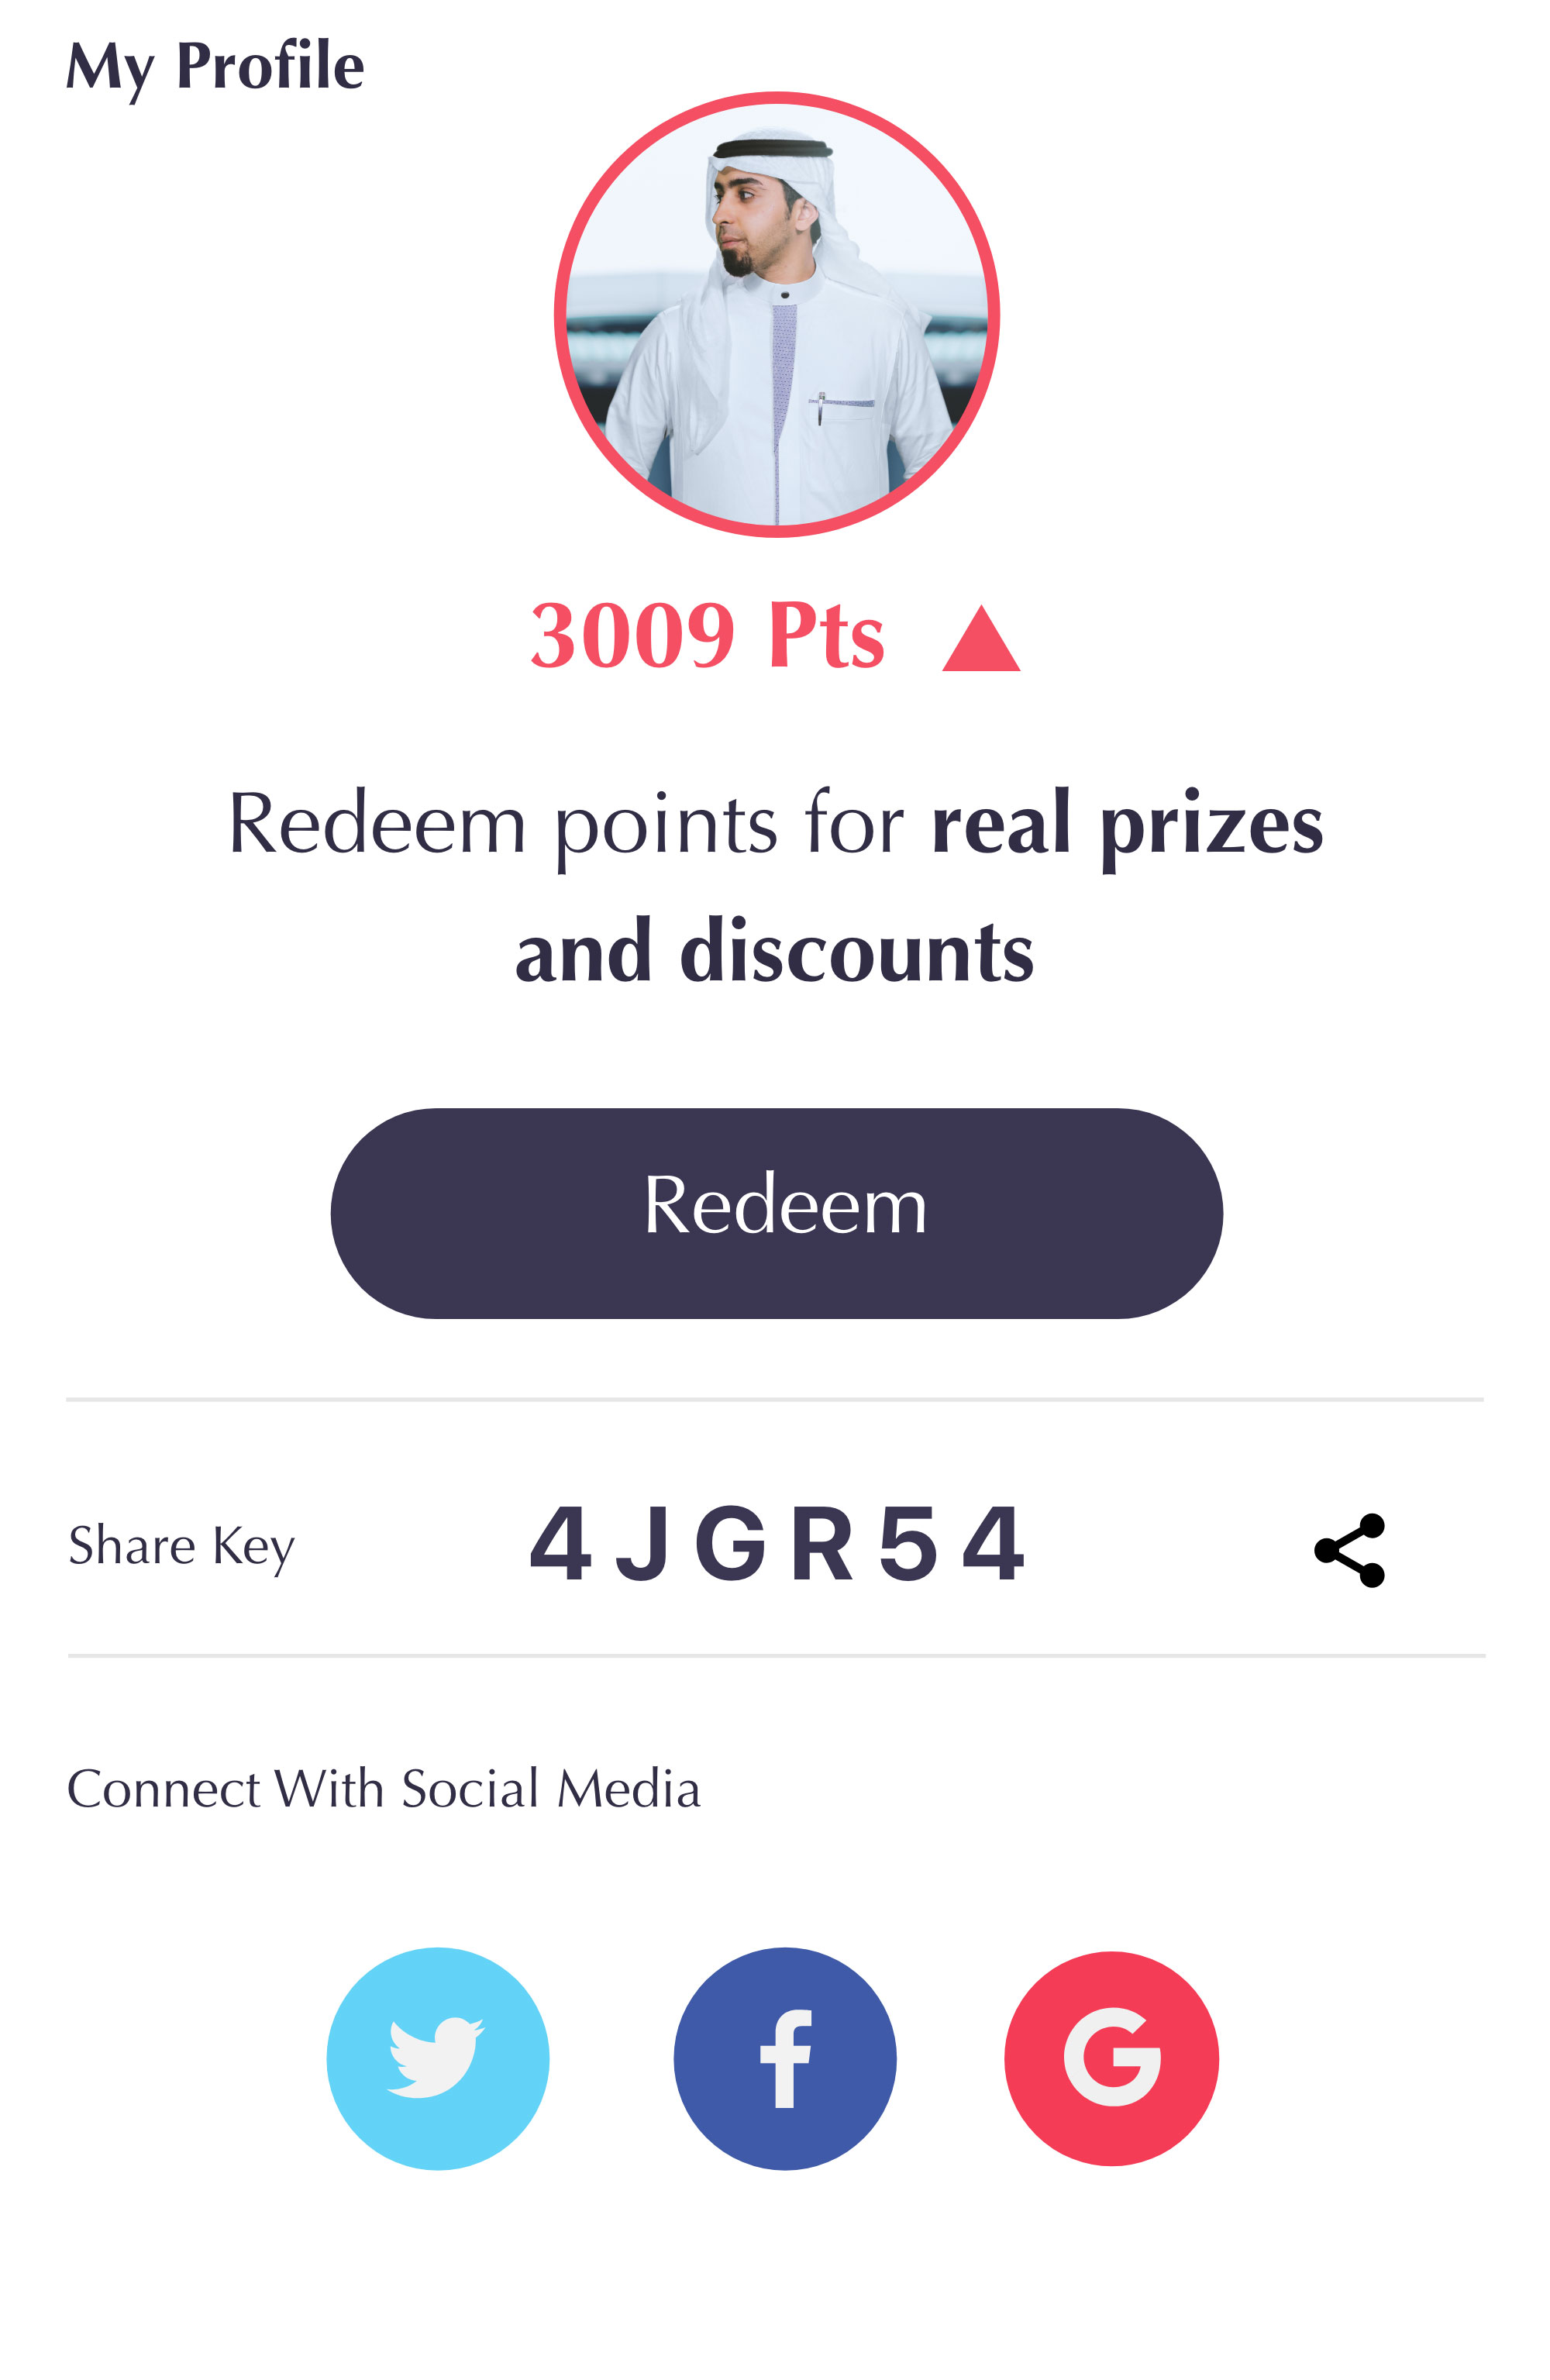 My Profile
3009 Pts
Redeem points for real prizes
and discounts
Redeem
Share Key
4JGR54
Connect With Social Media